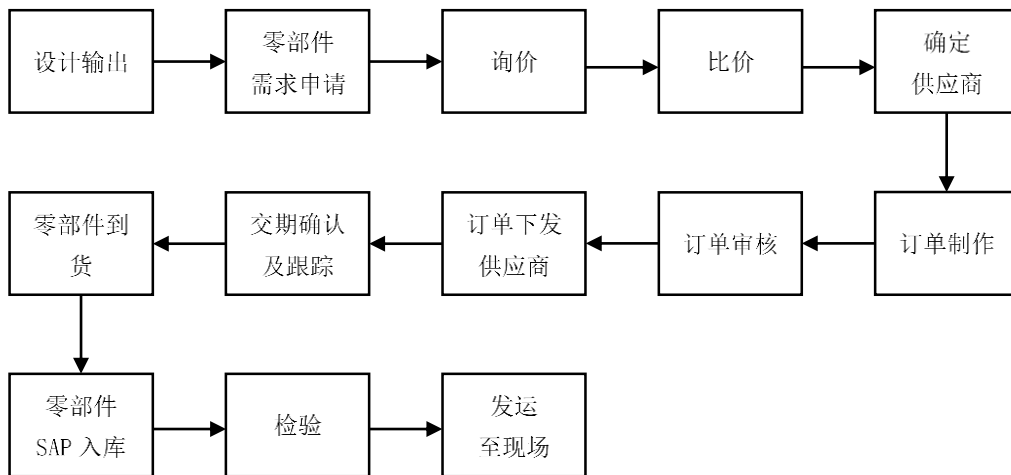 设计输出
零部件
需求申请
询价
比价
确定
供应商
零部件到
货
交期确认
及跟踪
订单下发
供应商
订单审核
订单制作
零部件
SAP 入库
检验
发运
至现场